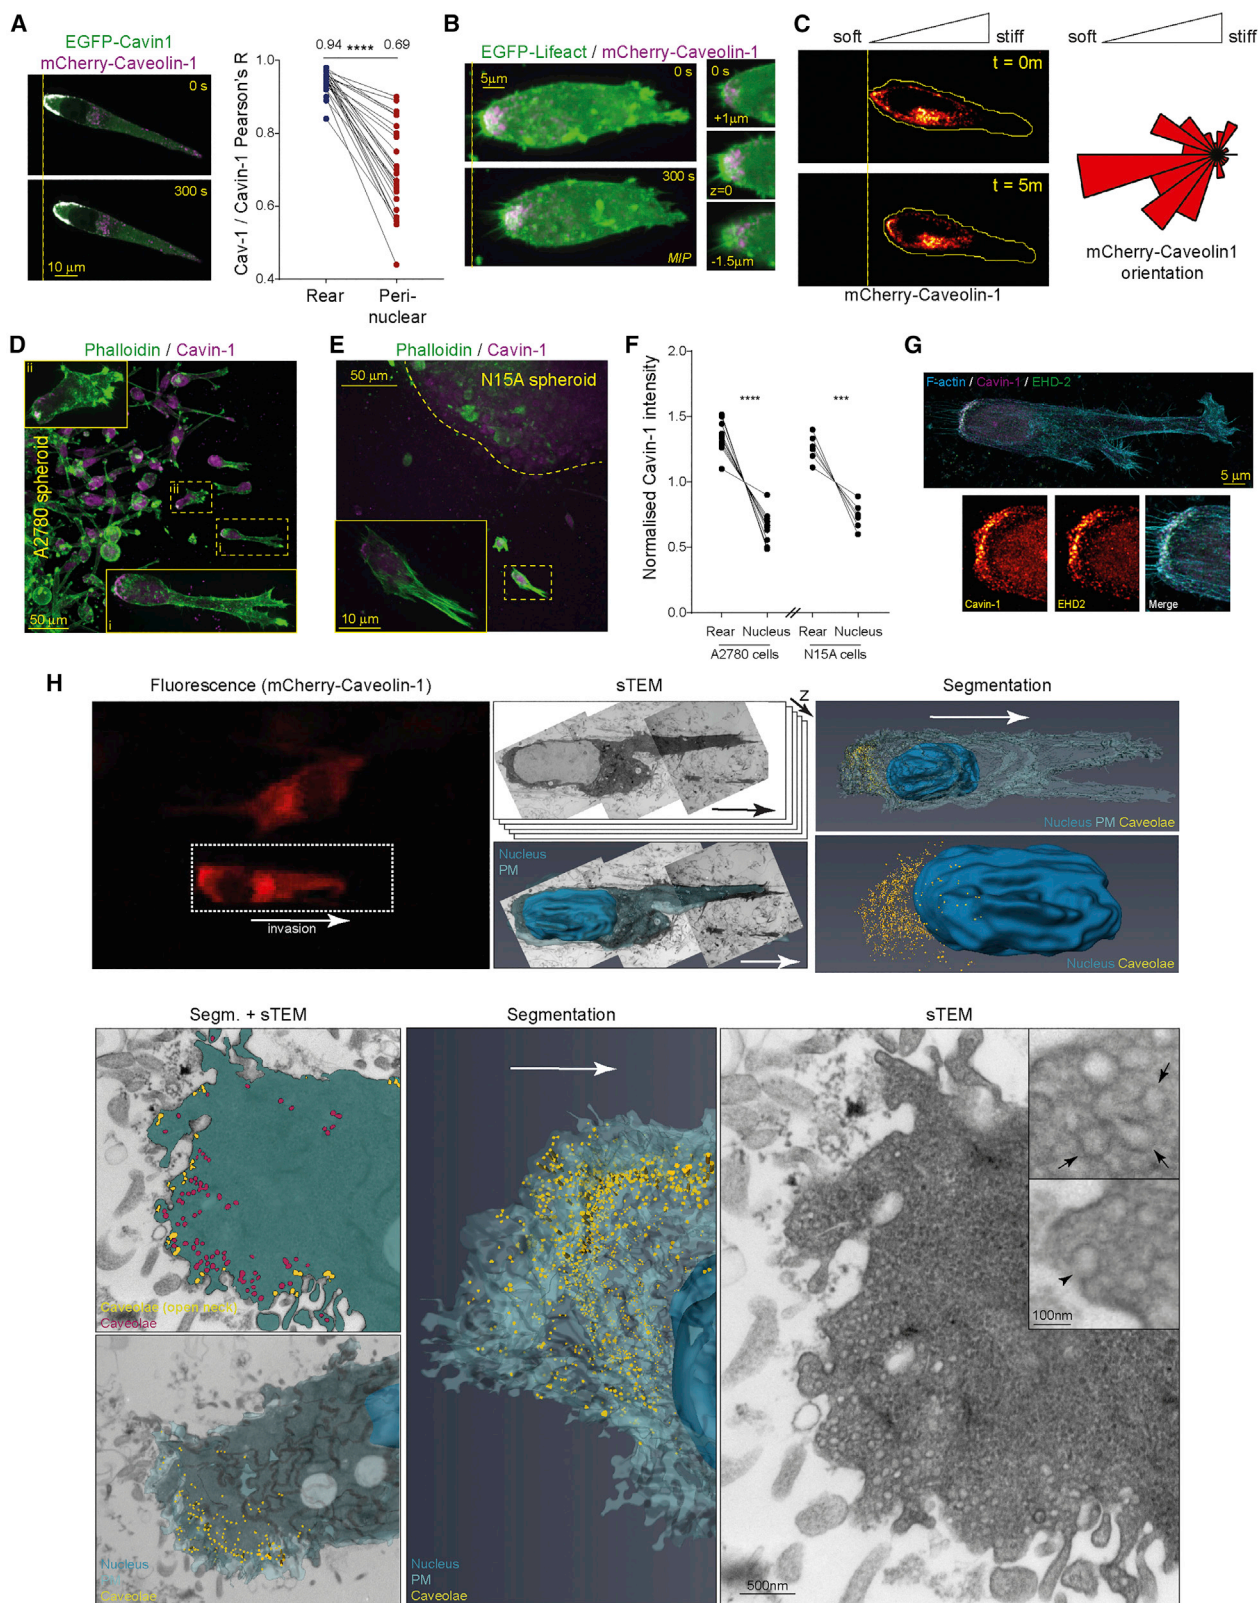 A
EGFP-Cavin1
mCherry-Caveolin-1
0 s
300 s
10 μm
Cav-1 / Cavin-1 Pearson's R
0.94 **** 0.69
1.0
0.8
0.6
0.4
Rear
Peri-
nuclear
B
EGFP-Lifeact / mCherry-Caveolin-1
5μm
0 s
300 s
MIP
0 s
+1μm
z=0
-1.5μm
C
soft
stiff
t = 0m
t = 5m
mCherry-Caveolin-1
soft
stiff
mCherry-Caveolin1
orientation
D
Phalloidin / Cavin-1
ii
A2780 spheroid
iii
i
50 μm
i
E
Phalloidin / Cavin-1
50 μm
N15A spheroid
10 μm
F
Normalised Cavin-1 intensity
2.0
1.5
1.0
0.5
0.0
****
***
Rear Nucleus
A2780 cells
Rear Nucleus
N15A cells
G
F-actin / Cavin-1 / EHD-2
5 μm
Cavin-1
EHD2
Merge
H
Fluorescence (mCherry-Caveolin-1)
invasion
sTEM
Z
Nucleus
PM
Segmentation
Nucleus PM Caveolae
Nucleus Caveolae
Segm. + sTEM
Caveolae (open neck)
Caveolae
Nucleus
Caveolae
Segmentation
Nucleus
PM
Caveolae
sTEM
100nm
500nm